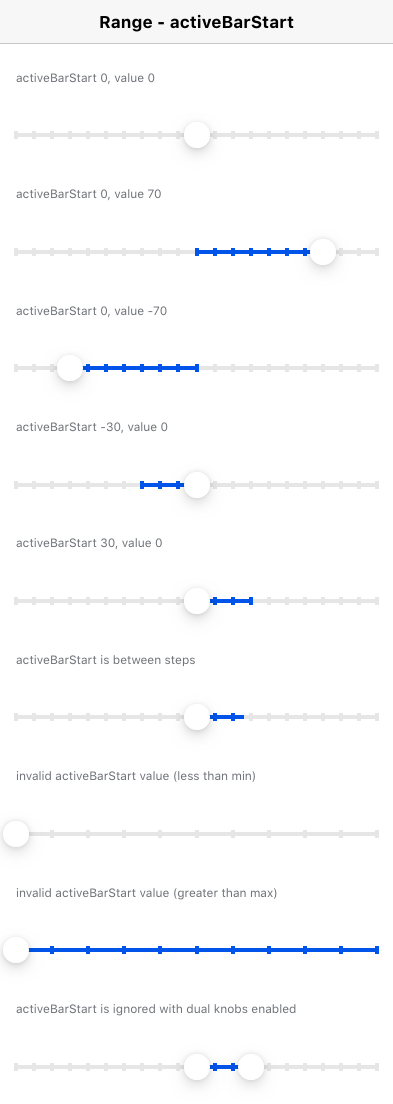 Range - activeBarStart
activeBarStart 0, value 0
activeBarStart 0, value 70
activeBarStart 0, value -70
activeBarStart -30, value 0
activeBarStart 30, value 0
activeBarStart is between steps
invalid activeBarStart value (less than min)
invalid activeBarStart value (greater than max)
activeBarStart is ignored with dual knobs enabled